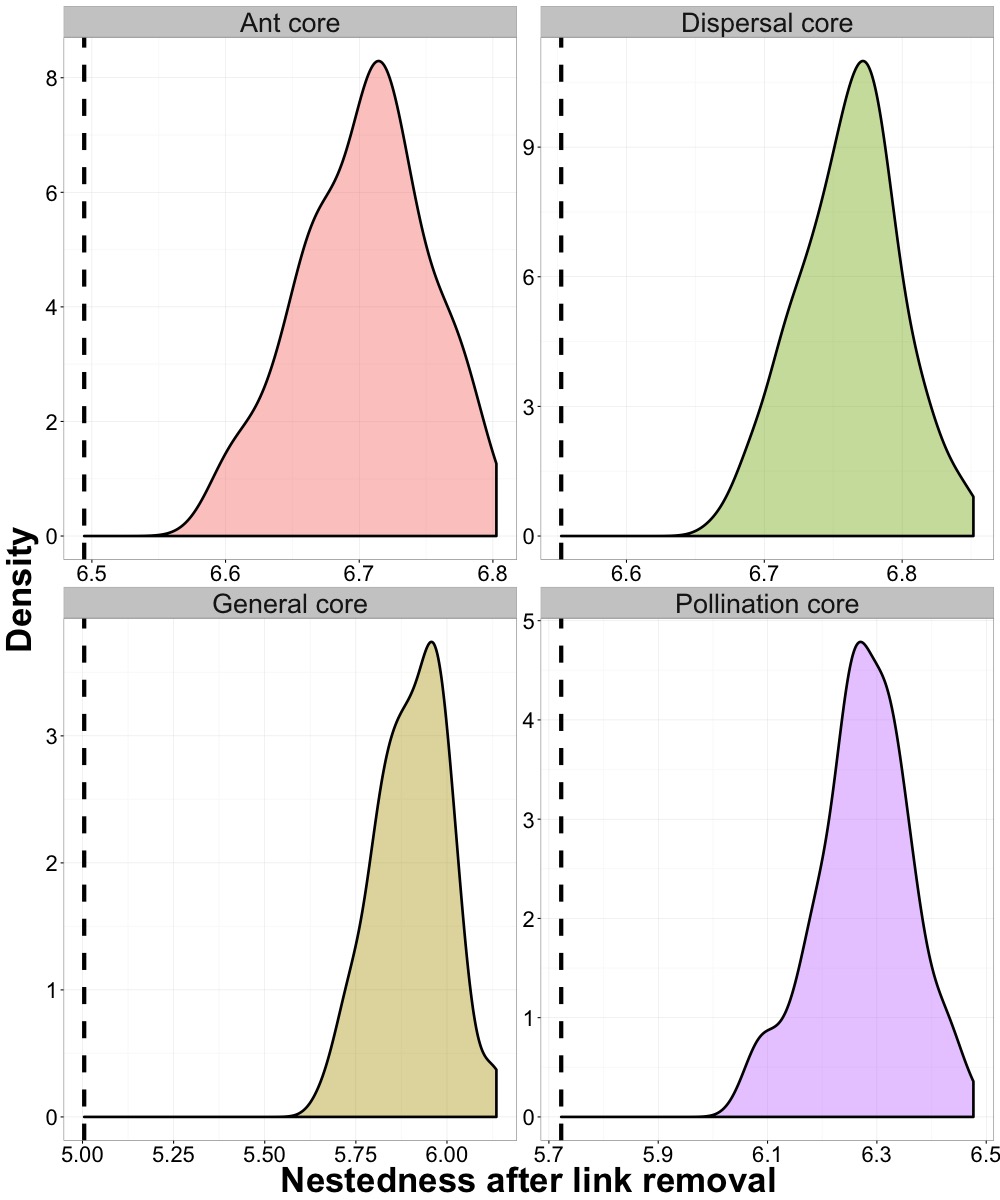 Ant core
Dispersal core
8
6
4
2
0
9
6
3
0
6.5 6.6 6.7 6.8
6.6 6.7 6.8
General core
Pollination core
3
2
1
0
5
4
3
2
1
0
5.00 5.25 5.50 5.75 6.00
5.7 5.9 6.1 6.3 6.5
Density
Nestedness after link removal